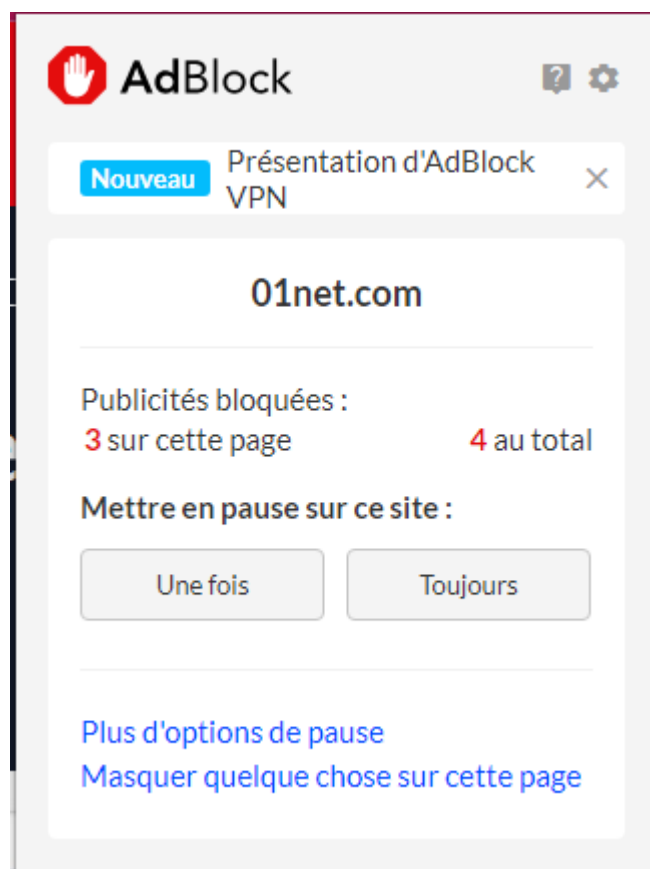 AdBlock
Nouveau Présentation d'AdBlock
VPN
01net.com
Publicités bloquées :
3 sur cette page 4 au total
Mettre en pause sur ce site :
Une fois Toujours
Plus d'options de pause
Masquer quelque chose sur cette page